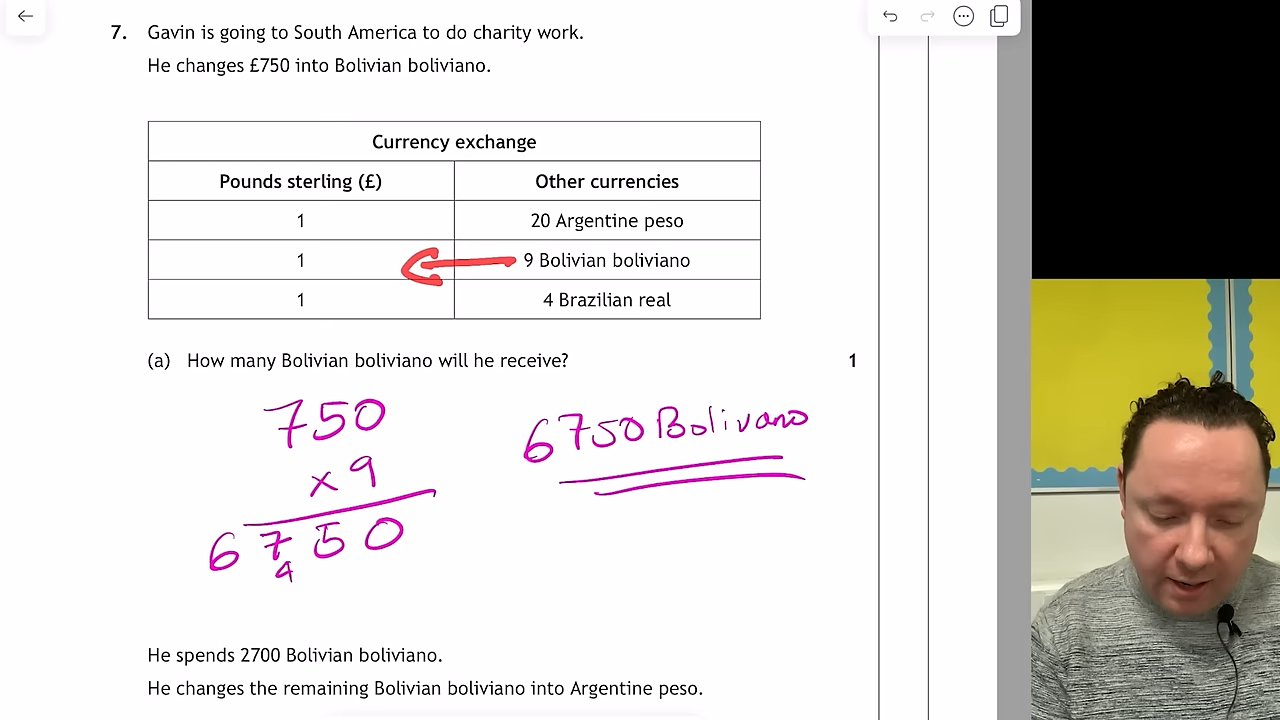 7. Gavin is going to South America to do charity work.
He changes £750 into Bolivian boliviano.
Currency exchange
Pounds sterling (£) Other currencies
1 20 Argentine peso
1 9 Bolivian boliviano
1 4 Brazilian real
(a) How many Bolivian boliviano will he receive? 1
750
× 9
6750
4
6750 Bolivano
He spends 2700 Bolivian boliviano.
He changes the remaining Bolivian boliviano into Argentine peso.